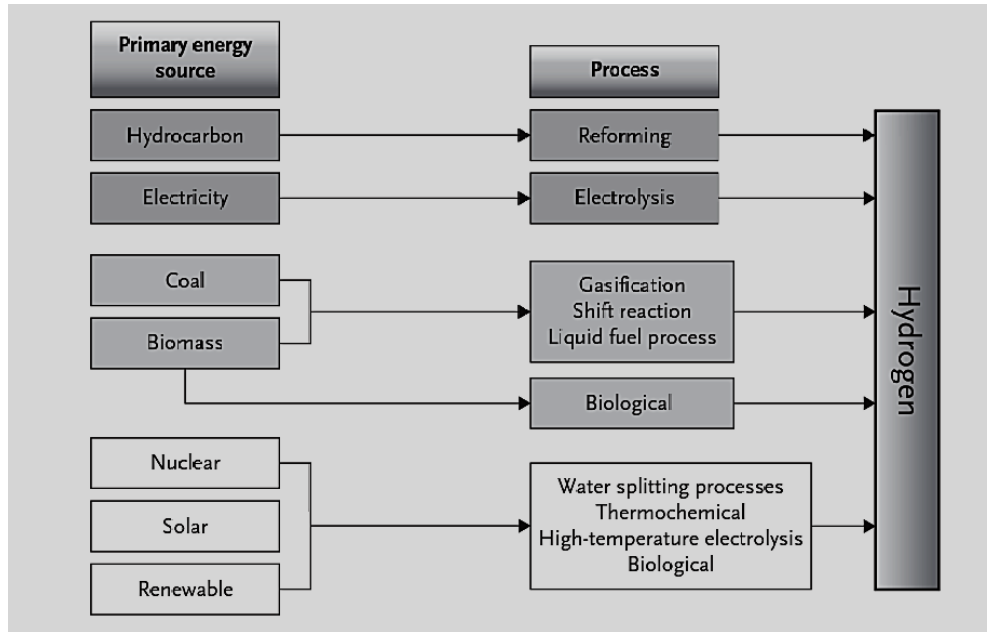 Primary energy
source
Process
Hydrocarbon
Reforming
Electricity
Electrolysis
Coal
Biomass
Gasification
Shift reaction
Liquid fuel process
Biological
Nuclear
Solar
Renewable
Water splitting processes
Thermochemical
High-temperature electrolysis
Biological
Hydrogen